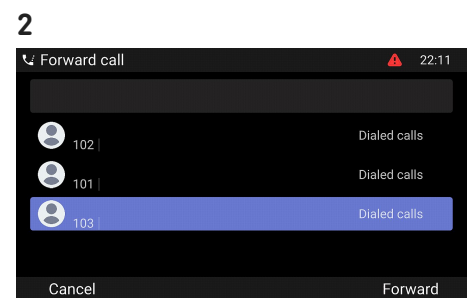 2
Forward call 22:11
102 | Dialed calls
101 | Dialed calls
103 | Dialed calls
Cancel Forward